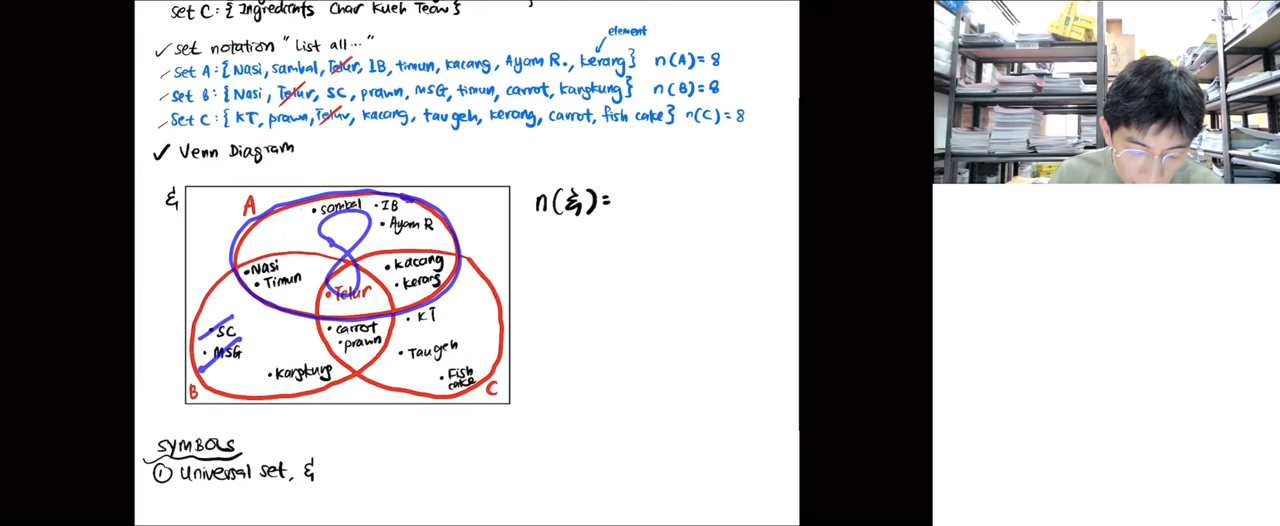 set C: { Ingredients Char Kueh Teow }
set notation "List all..."
element
set A: { Nasi, sambal, Telur, IB, timun, kacang, Ayam R., kerang } n(A) = 8
set B: { Nasi, Telur, SC, prawn, MSG, timun, carrot, kangkung } n(B) = 8
set C: { KT, prawn, Telur, kacang, taugeh, kerang, carrot, fish cake } n(C) = 8
Venn Diagram
ξ
A
• sambal • IB
• Ayam R
n(ξ) =
• Nasi
• Timun
• kacang
• kerang
• Telur
• SC
• MSG
• carrot
• prawn
• KT
• Taugeh
• Kangkung
• Fish cake
B
C
SYMBOLS
① Universal set, ξ